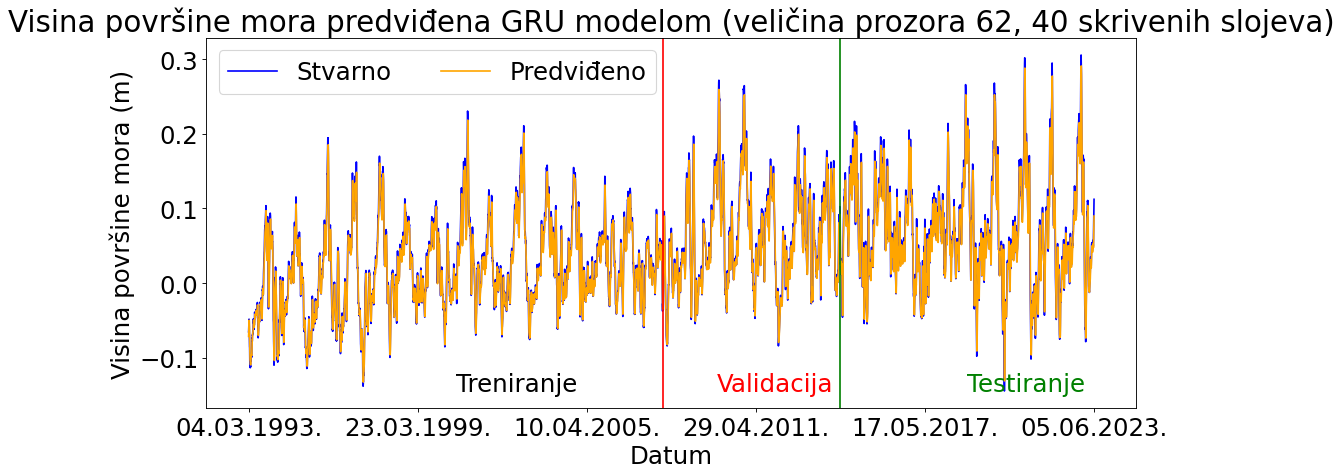 Visina površine mora predviđena GRU modelom (veličina prozora 62, 40 skrivenih slojeva)
Stvarno
Predviđeno
Visina površine mora (m)
0.3
0.2
0.1
0.0
−0.1
Treniranje
Validacija
Testiranje
04.03.1993.
23.03.1999.
10.04.2005.
29.04.2011.
17.05.2017.
05.06.2023.
Datum